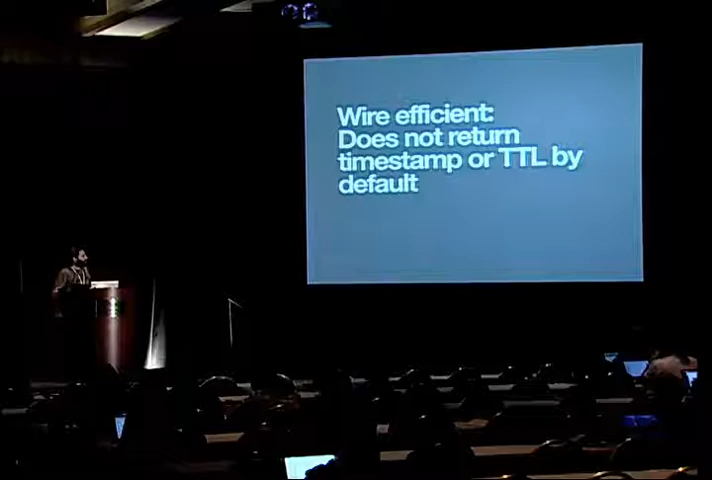 Wire efficient:
Does not return
timestamp or TTL by
default